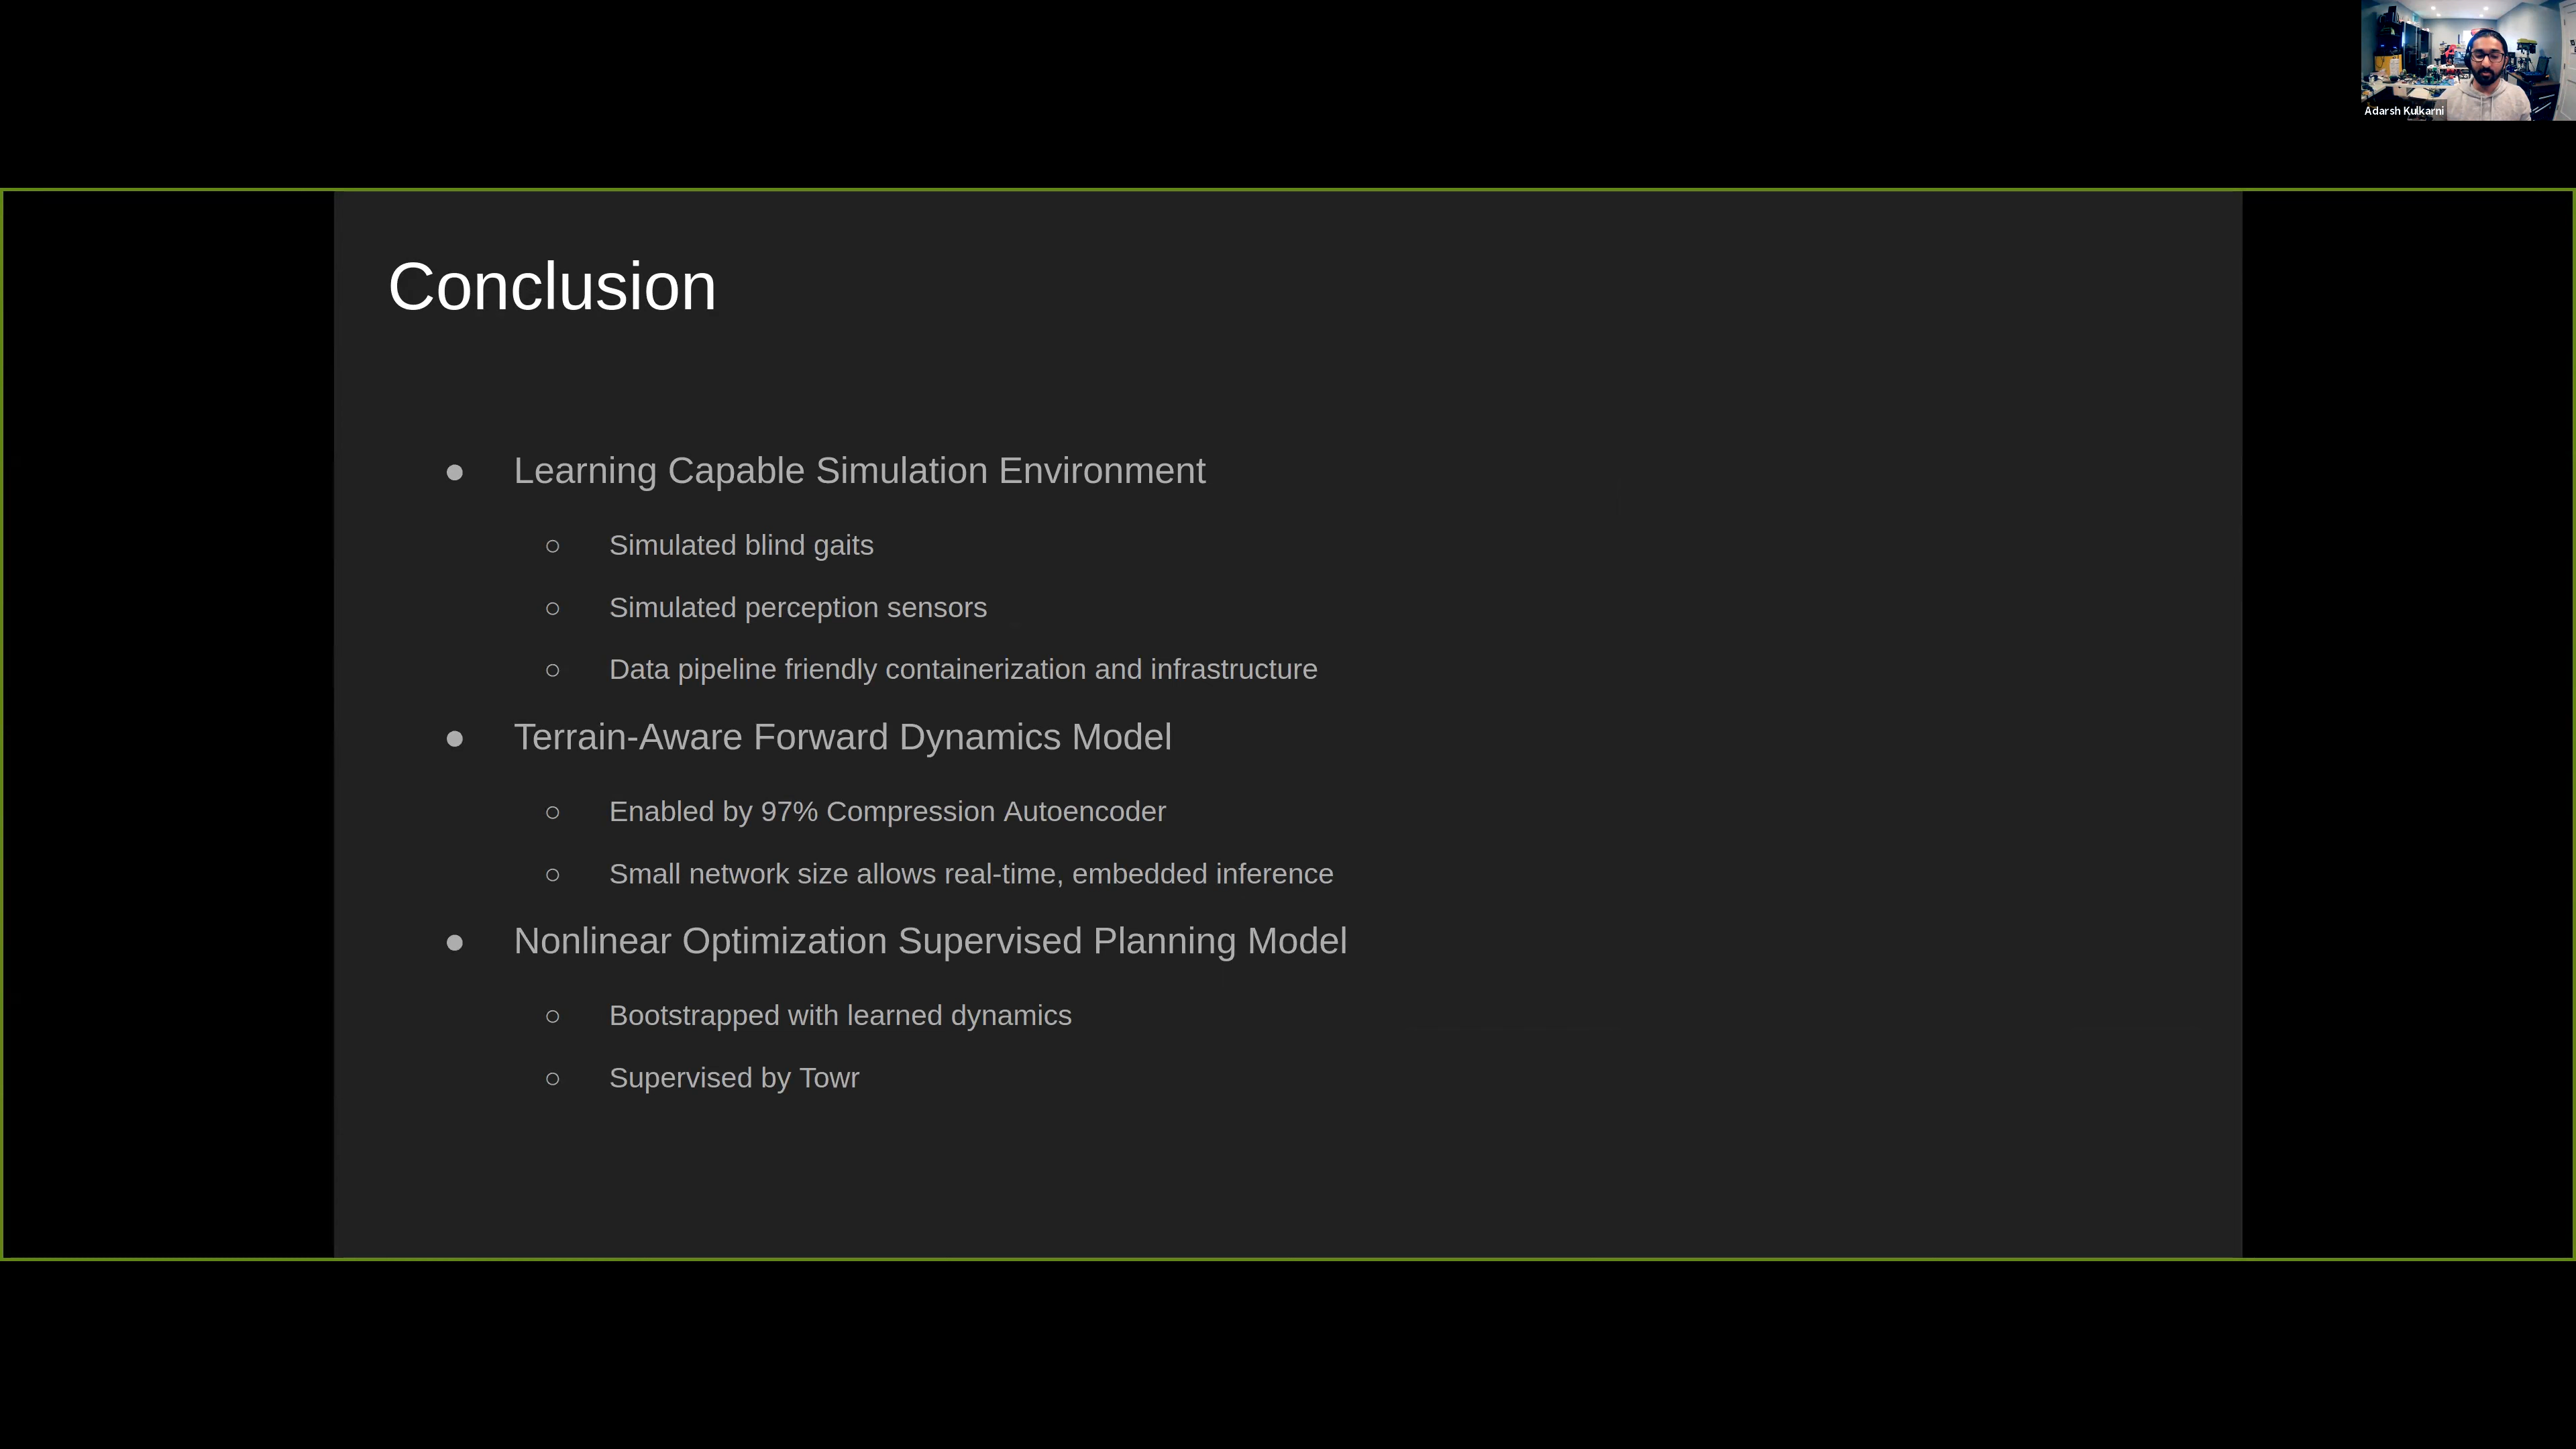 Adarsh Kulkarni
Conclusion
● Learning Capable Simulation Environment
○ Simulated blind gaits
○ Simulated perception sensors
○ Data pipeline friendly containerization and infrastructure
● Terrain-Aware Forward Dynamics Model
○ Enabled by 97% Compression Autoencoder
○ Small network size allows real-time, embedded inference
● Nonlinear Optimization Supervised Planning Model
○ Bootstrapped with learned dynamics
○ Supervised by Towr